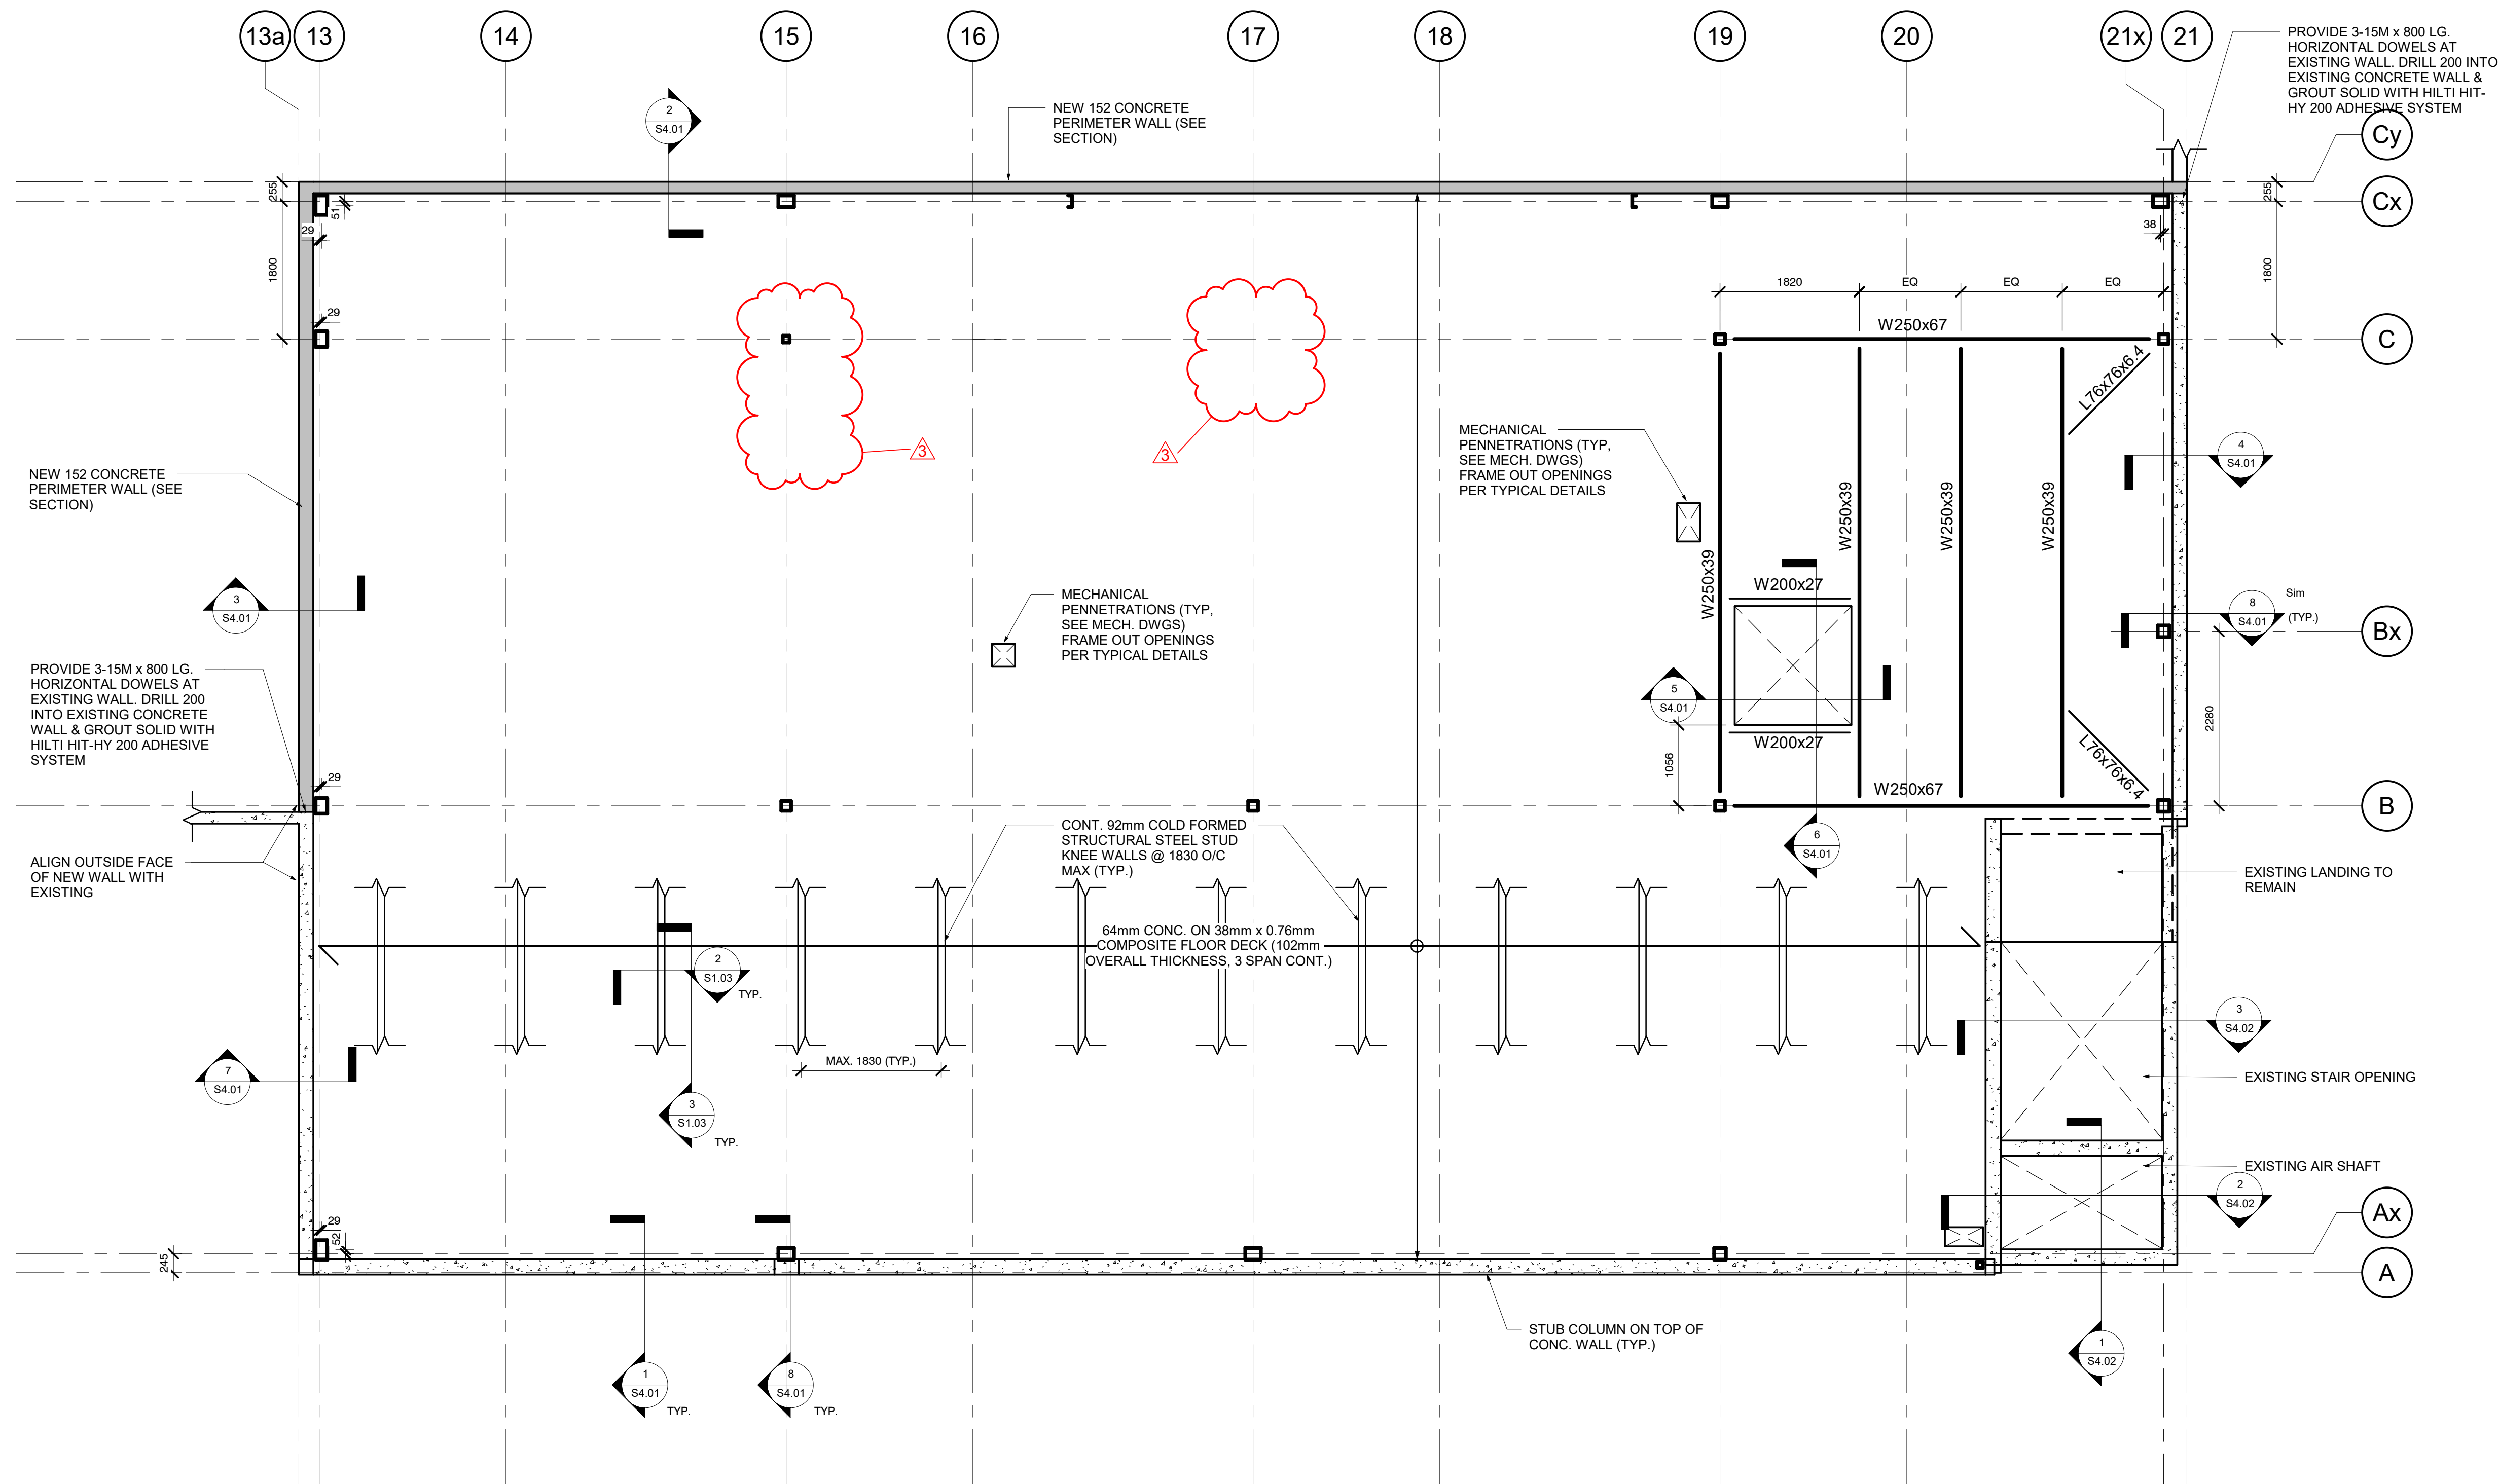 13a
13
14
15
16
17
18
19
20
21x
21
PROVIDE 3-15M x 800 LG.
HORIZONTAL DOWELS AT
EXISTING WALL. DRILL 200 INTO
EXISTING CONCRETE WALL &
GROUT SOLID WITH HILTI HIT-
HY 200 ADHESIVE SYSTEM
2
S4.01
NEW 152 CONCRETE
PERIMETER WALL (SEE
SECTION)
Cy
Cx
255
51
29
1800
255
38
1800
1820
EQ
EQ
EQ
W250x67
29
C
L76x76x6.4
3
3
MECHANICAL
PENNETRATIONS (TYP,
SEE MECH. DWGS)
FRAME OUT OPENINGS
PER TYPICAL DETAILS
4
S4.01
NEW 152 CONCRETE
PERIMETER WALL (SEE
SECTION)
W250x39
W250x39
W250x39
W250x39
W200x27
3
S4.01
MECHANICAL
PENNETRATIONS (TYP,
SEE MECH. DWGS)
FRAME OUT OPENINGS
PER TYPICAL DETAILS
8
S4.01
Sim
(TYP.)
Bx
PROVIDE 3-15M x 800 LG.
HORIZONTAL DOWELS AT
EXISTING WALL. DRILL 200
INTO EXISTING CONCRETE
WALL & GROUT SOLID WITH
HILTI HIT-HY 200 ADHESIVE
SYSTEM
5
S4.01
2280
W200x27
1056
L76x76x6.4
29
W250x67
B
CONT. 92mm COLD FORMED
STRUCTURAL STEEL STUD
KNEE WALLS @ 1830 O/C
MAX (TYP.)
6
S4.01
ALIGN OUTSIDE FACE
OF NEW WALL WITH
EXISTING
EXISTING LANDING TO
REMAIN
64mm CONC. ON 38mm x 0.76mm
COMPOSITE FLOOR DECK (102mm
OVERALL THICKNESS, 3 SPAN CONT.)
2
S1.03
TYP.
3
S4.02
MAX. 1830 (TYP.)
7
S4.01
EXISTING STAIR OPENING
3
S1.03
TYP.
EXISTING AIR SHAFT
2
S4.02
Ax
29
52
245
A
STUB COLUMN ON TOP OF
CONC. WALL (TYP.)
1
S4.02
1
S4.01
TYP.
8
S4.01
TYP.